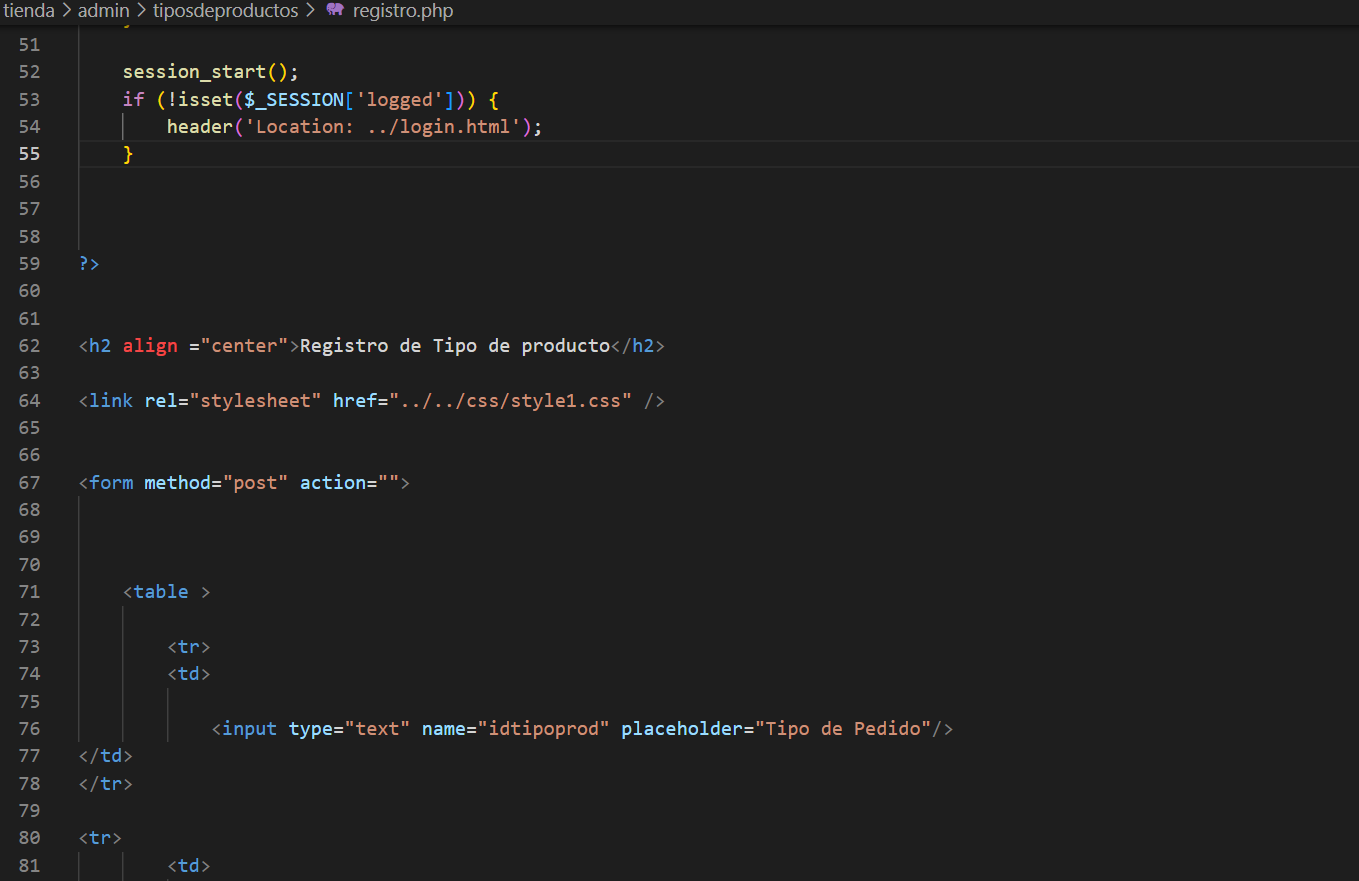 tienda > admin > tiposdeproductos > registro.php
51
52 session_start();
53 if (!isset($_SESSION['logged'])) {
54 header('Location: ../login.html');
55 }
56
57
58
59 ?>
60
61
62 <h2 align ="center">Registro de Tipo de producto</h2>
63
64 <link rel="stylesheet" href="../../css/style1.css" />
65
66
67 <form method="post" action="">
68
69
70
71 <table >
72
73 <tr>
74 <td>
75
76 <input type="text" name="idtipoprod" placeholder="Tipo de Pedido"/>
77 </td>
78 </tr>
79
80 <tr>
81 <td>